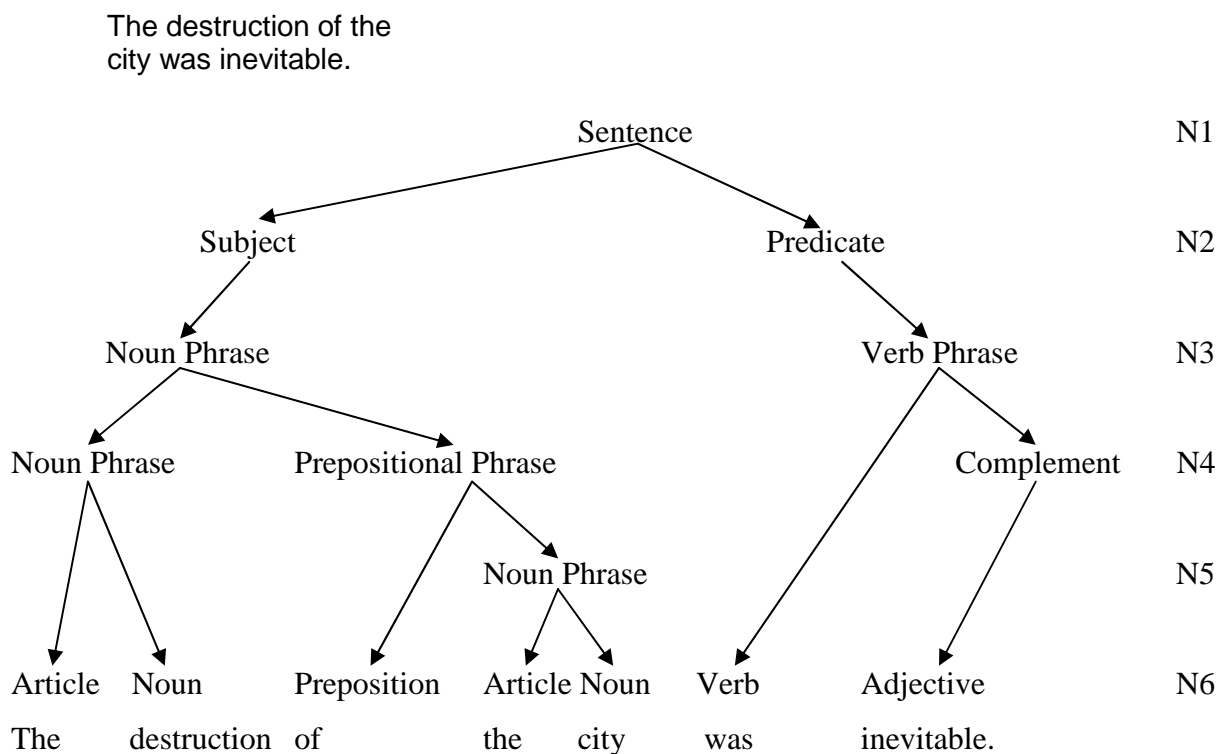 The destruction of the
city was inevitable.
Sentence N1
Subject Predicate N2
Noun Phrase Verb Phrase N3
Noun Phrase Prepositional Phrase Complement N4
Noun Phrase N5
Article Noun Preposition Article Noun Verb Adjective N6
The destruction of the city was inevitable.